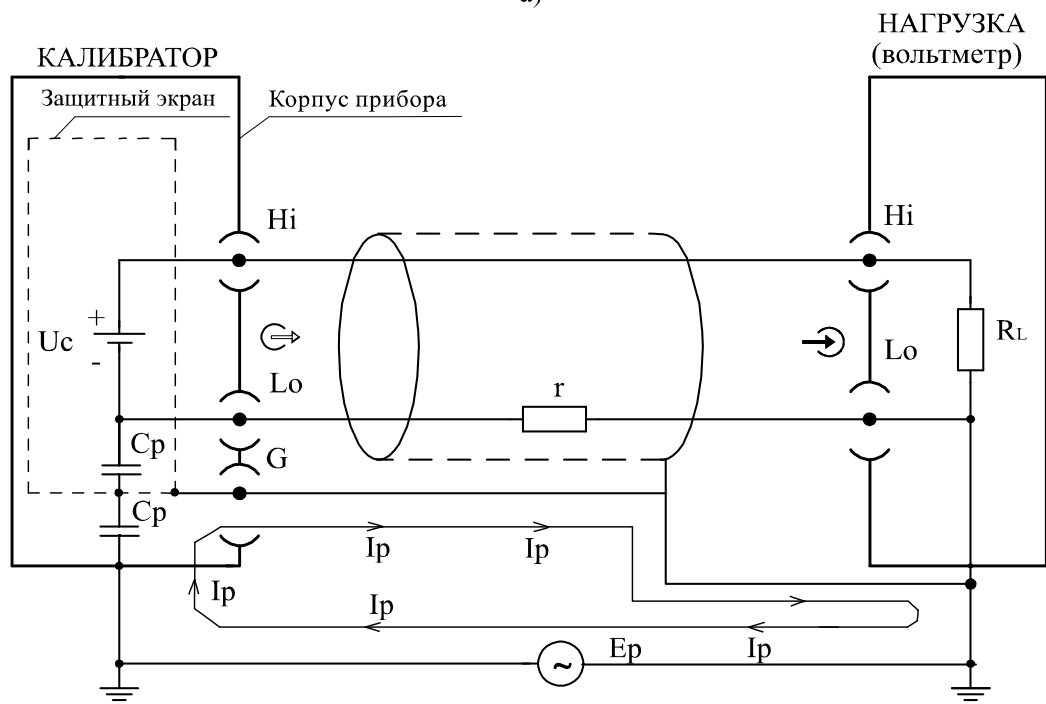 а)
НАГРУЗКА
(вольтметр)
КАЛИБРАТОР
Защитный экран
Корпус прибора
Hi
Hi
+
Uc
-
Lo
Lo
RL
r
Cp
G
Cp
Ip
Ip
Ip
Ip
Ep
Ip
~